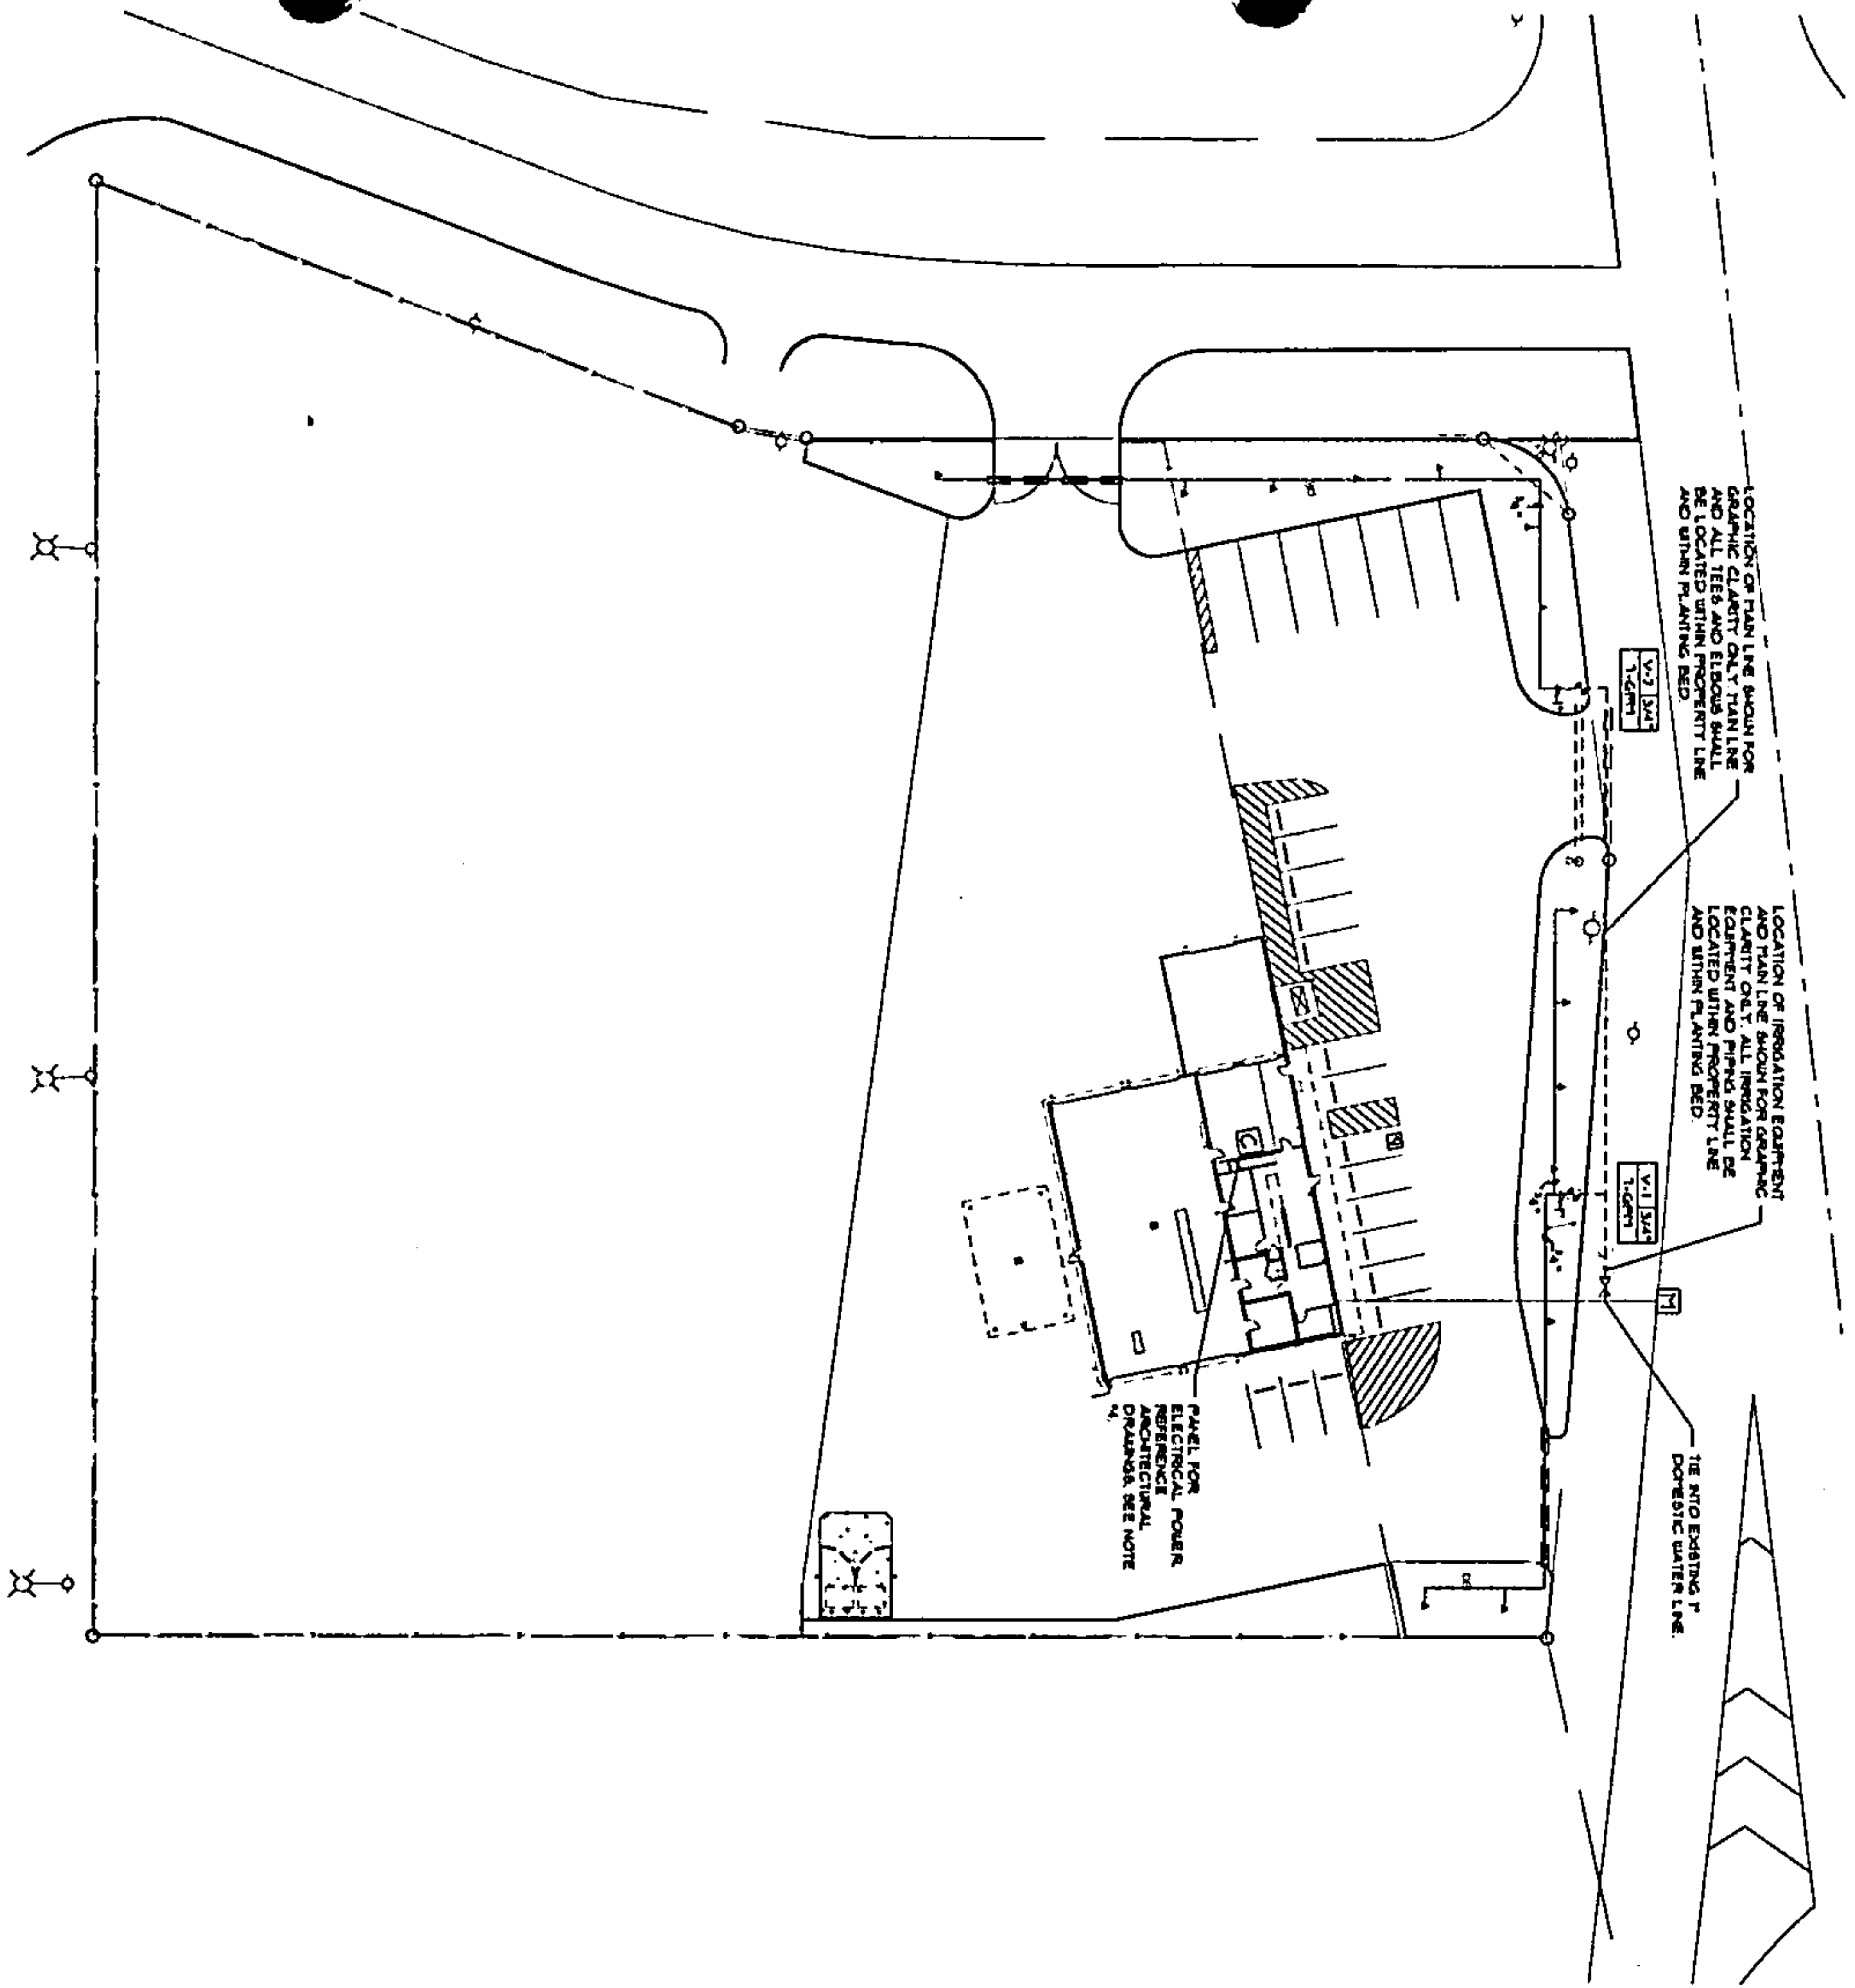 LOCATION OF MAIN LINE SHOWN FOR
GRAPHIC CLARITY ONLY. MAIN LINE
AND ALL TEES AND ELBOWS SHALL
BE LOCATED WITHIN PROPERTY LINE
AND WITHIN PLANTING BED.
V-2 3/4"
7-GPM
LOCATION OF IRRIGATION EQUIPMENT
AND MAIN LINE SHOWN FOR GRAPHIC
CLARITY ONLY. ALL IRRIGATION
EQUIPMENT AND PIPING SHALL BE
LOCATED WITHIN PROPERTY LINE
AND WITHIN PLANTING BED.
V-1 3/4"
7-GPM
M
TIE INTO EXISTING 1"
DOMESTIC WATER LINE.
C
PANEL FOR
ELECTRICAL POWER
REFERENCE
ARCHITECTURAL
DRAWINGS. SEE NOTE